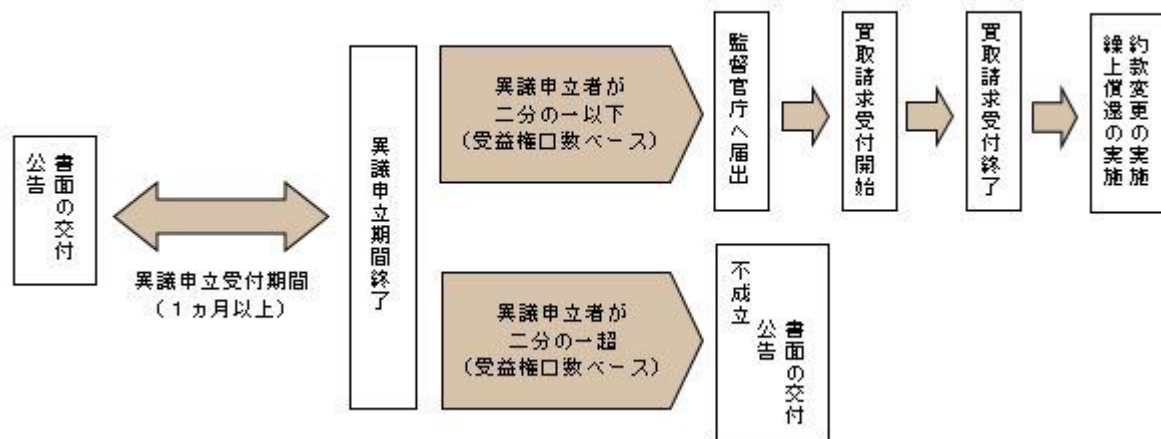 書面の交付
公告
異議申立受付期間
（１ヵ月以上）
異議申立期間終了
異議申立者が
二分の一以下
（受益権口数ベース）
監督官庁へ届出
買取請求受付開始
買取請求受付終了
約款変更の実施
繰上償還の実施
異議申立者が
二分の一超
（受益権口数ベース）
不成立
書面の交付
公告